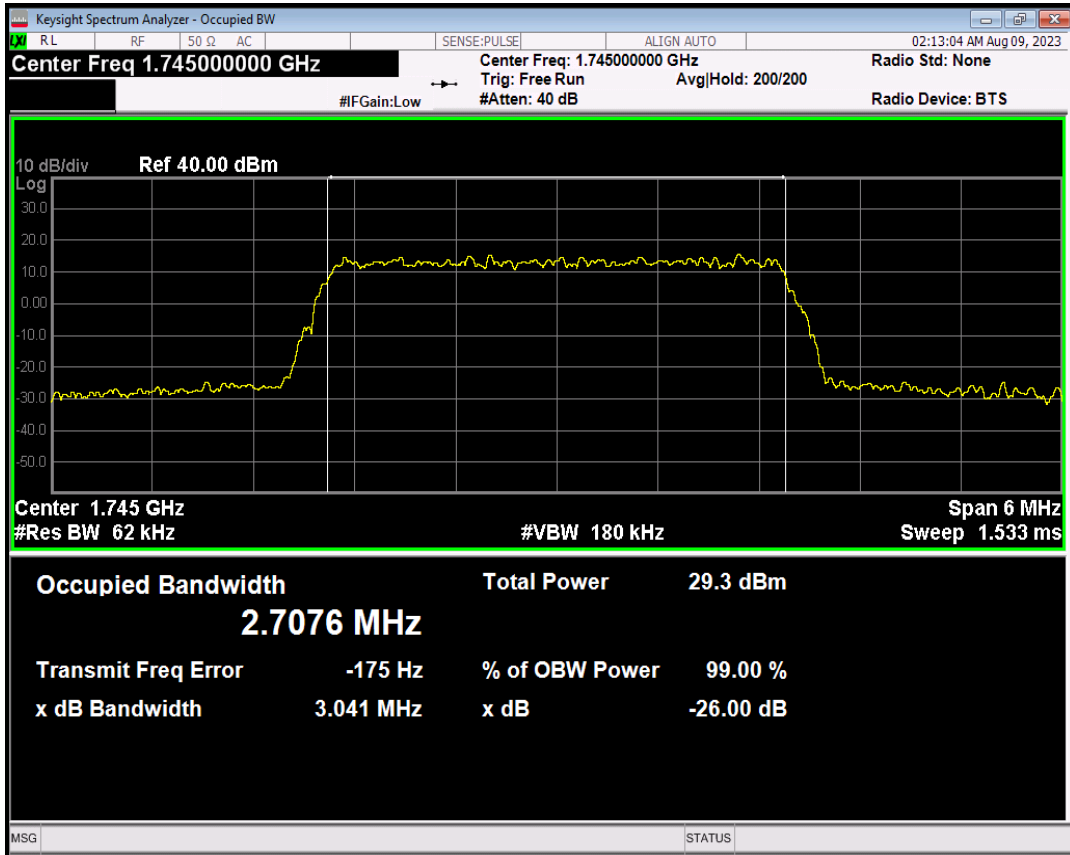 Keysight Spectrum Analyzer - Occupied BW
LXI RL RF 50 Ω AC SENSE:PULSE ALIGN AUTO 02:13:04 AM Aug 09, 2023
Center Freq 1.745000000 GHz Center Freq: 1.745000000 GHz Radio Std: None
Trig: Free Run Avg|Hold: 200/200
#IFGain:Low #Atten: 40 dB Radio Device: BTS
10 dB/div Ref 40.00 dBm
Log
30.0
20.0
10.0
0.00
-10.0
-20.0
-30.0
-40.0
-50.0
Center 1.745 GHz Span 6 MHz
#Res BW 62 kHz #VBW 180 kHz Sweep 1.533 ms
Occupied Bandwidth Total Power 29.3 dBm
2.7076 MHz
Transmit Freq Error -175 Hz % of OBW Power 99.00 %
x dB Bandwidth 3.041 MHz x dB -26.00 dB
MSG STATUS